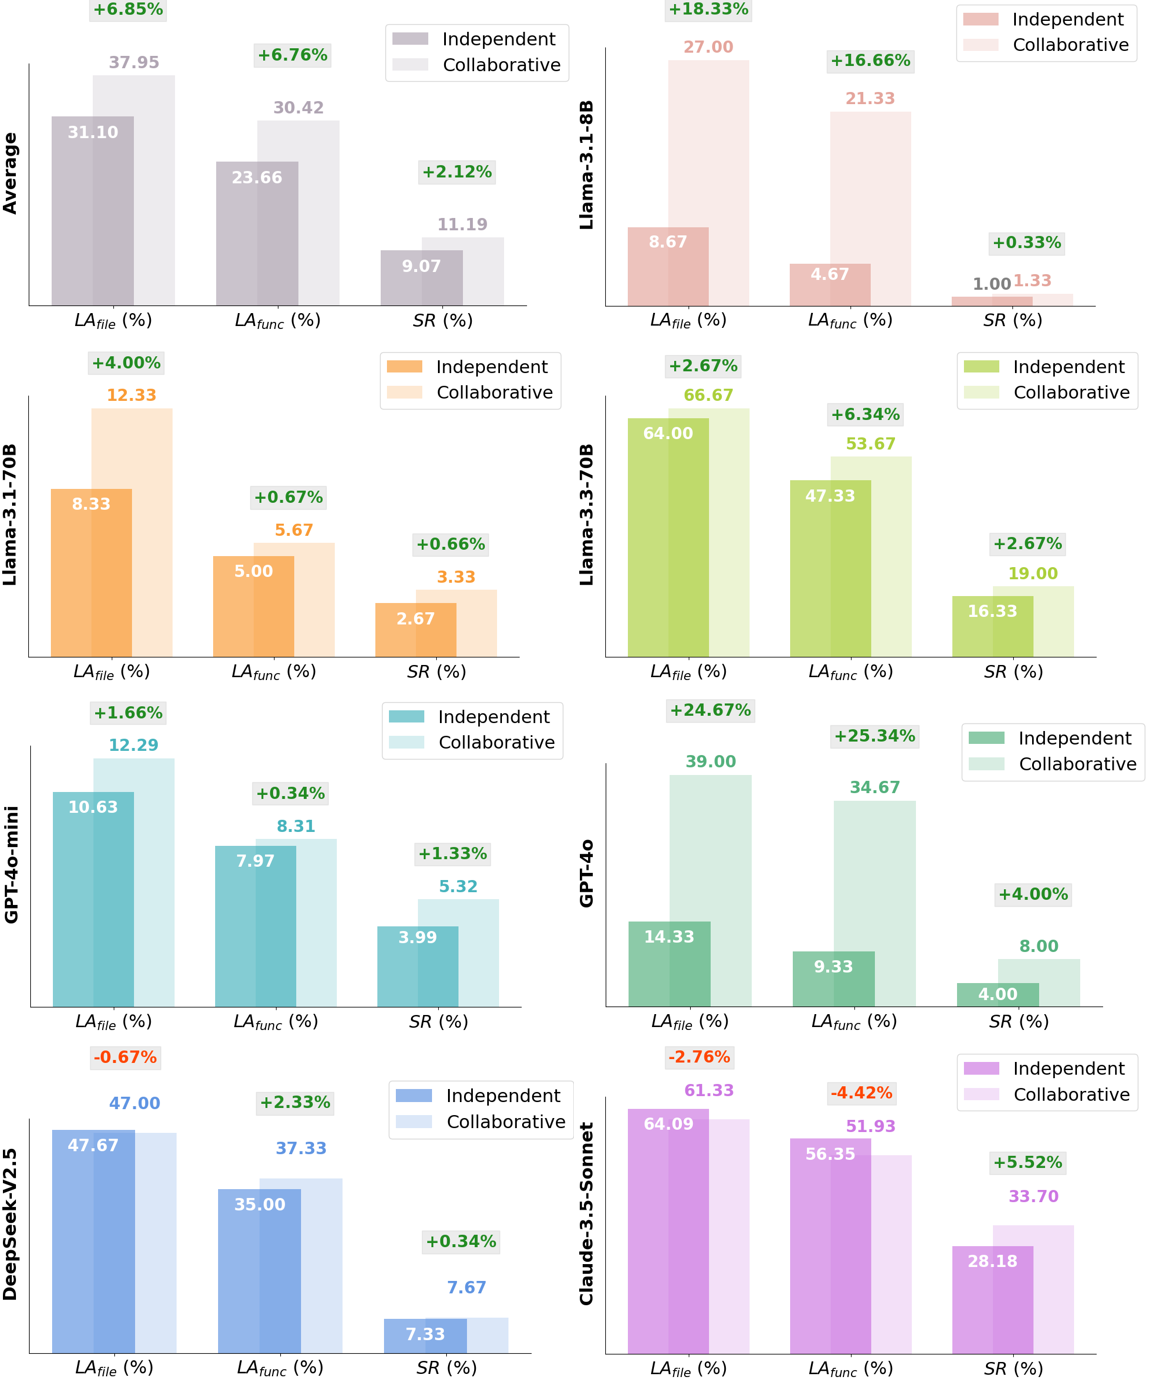 Average
+6.85%
37.95
31.10
+6.76%
30.42
23.66
+2.12%
11.19
9.07
Independent
Collaborative
LA_file (%)
LA_func (%)
SR (%)
Llama-3.1-8B
+18.33%
27.00
8.67
+16.66%
21.33
4.67
+0.33%
1.00
1.33
Independent
Collaborative
LA_file (%)
LA_func (%)
SR (%)
Llama-3.1-70B
+4.00%
12.33
8.33
+0.67%
5.67
5.00
+0.66%
3.33
2.67
Independent
Collaborative
LA_file (%)
LA_func (%)
SR (%)
Llama-3.3-70B
+2.67%
66.67
64.00
+6.34%
53.67
47.33
+2.67%
19.00
16.33
Independent
Collaborative
LA_file (%)
LA_func (%)
SR (%)
GPT-4o-mini
+1.66%
12.29
10.63
+0.34%
8.31
7.97
+1.33%
5.32
3.99
Independent
Collaborative
LA_file (%)
LA_func (%)
SR (%)
GPT-4o
+24.67%
39.00
14.33
+25.34%
34.67
9.33
+4.00%
8.00
4.00
Independent
Collaborative
LA_file (%)
LA_func (%)
SR (%)
DeepSeek-V2.5
-0.67%
47.00
47.67
+2.33%
37.33
35.00
+0.34%
7.67
7.33
Independent
Collaborative
LA_file (%)
LA_func (%)
SR (%)
Claude-3.5-Sonnet
-2.76%
61.33
64.09
-4.42%
51.93
56.35
+5.52%
33.70
28.18
Independent
Collaborative
LA_file (%)
LA_func (%)
SR (%)